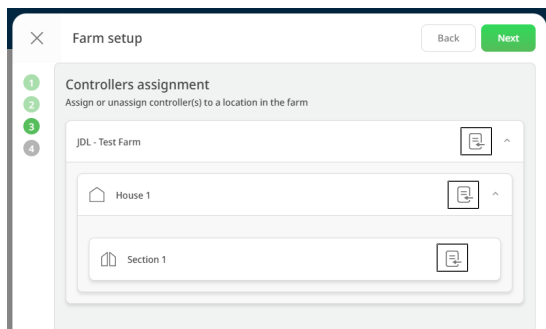 Farm setup
Back
Next
1
Controllers assignment
2
Assign or unassign controller(s) to a location in the farm
3
4
JDL - Test Farm
House 1
Section 1